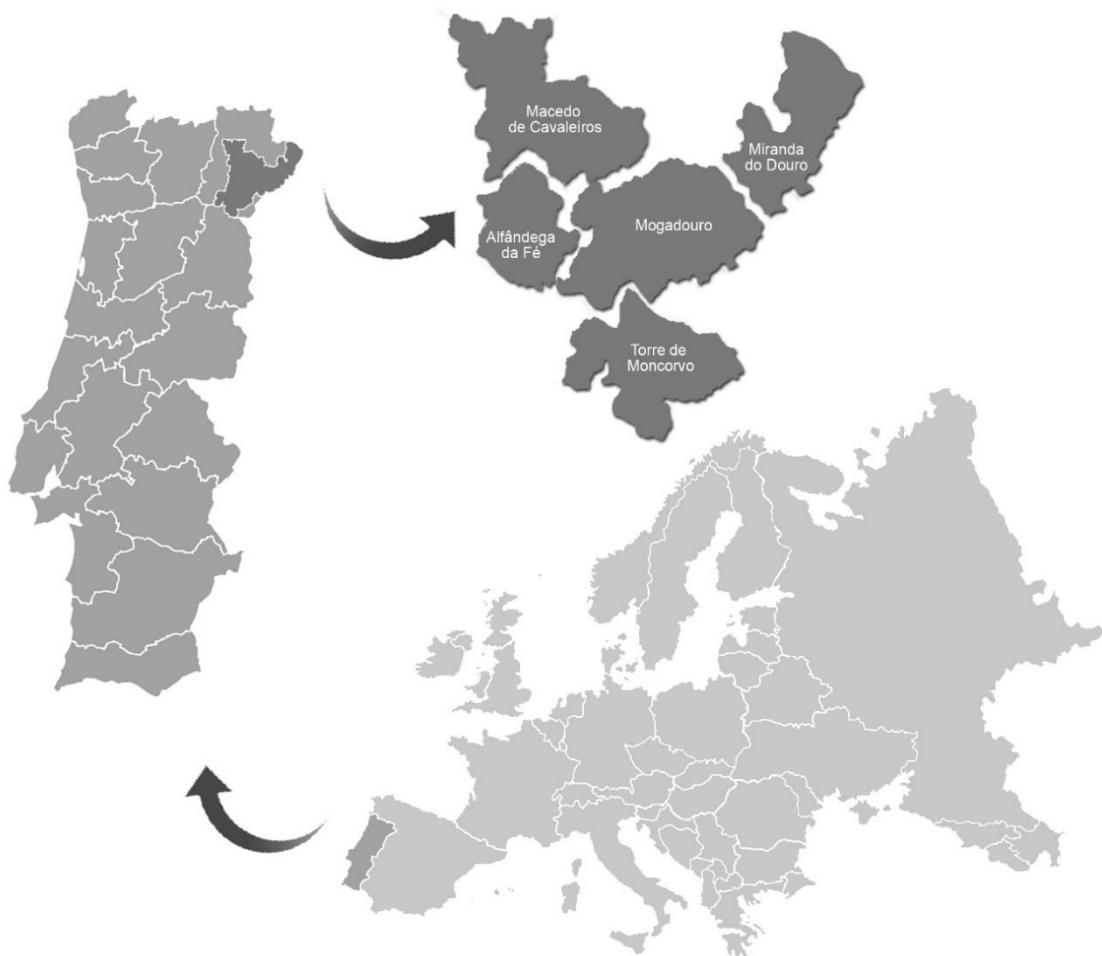 Macedo
de Cavaleiros
Miranda
do Douro
Mogadouro
Alfândega
da Fé
Torre de
Moncorvo